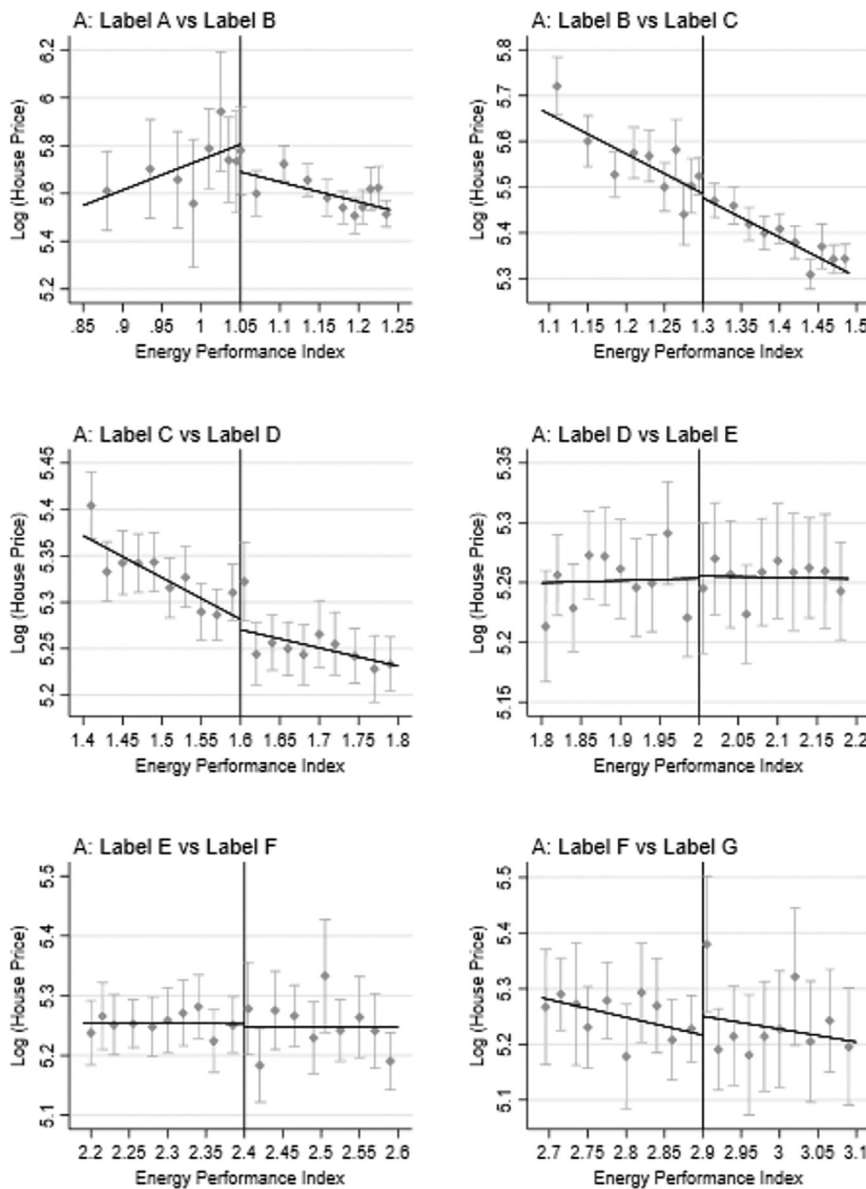 A: Label A vs Label B
Log (House Price)
6.2
6
5.8
5.6
5.4
5.2
.85 .9 .95 1 1.05 1.1 1.15 1.2 1.25
Energy Performance Index
A: Label B vs Label C
Log (House Price)
5.8
5.7
5.6
5.5
5.4
5.3
1.1 1.15 1.2 1.25 1.3 1.35 1.4 1.45 1.5
Energy Performance Index
A: Label C vs Label D
Log (House Price)
5.45
5.4
5.35
5.3
5.25
5.2
1.4 1.45 1.5 1.55 1.6 1.65 1.7 1.75 1.8
Energy Performance Index
A: Label D vs Label E
Log (House Price)
5.35
5.3
5.25
5.2
5.15
1.8 1.85 1.9 1.95 2 2.05 2.1 2.15 2.2
Energy Performance Index
A: Label E vs Label F
Log (House Price)
5.5
5.4
5.3
5.2
5.1
2.2 2.25 2.3 2.35 2.4 2.45 2.5 2.55 2.6
Energy Performance Index
A: Label F vs Label G
Log (House Price)
5.5
5.4
5.3
5.2
5.1
2.7 2.75 2.8 2.85 2.9 2.95 3 3.05 3.1
Energy Performance Index